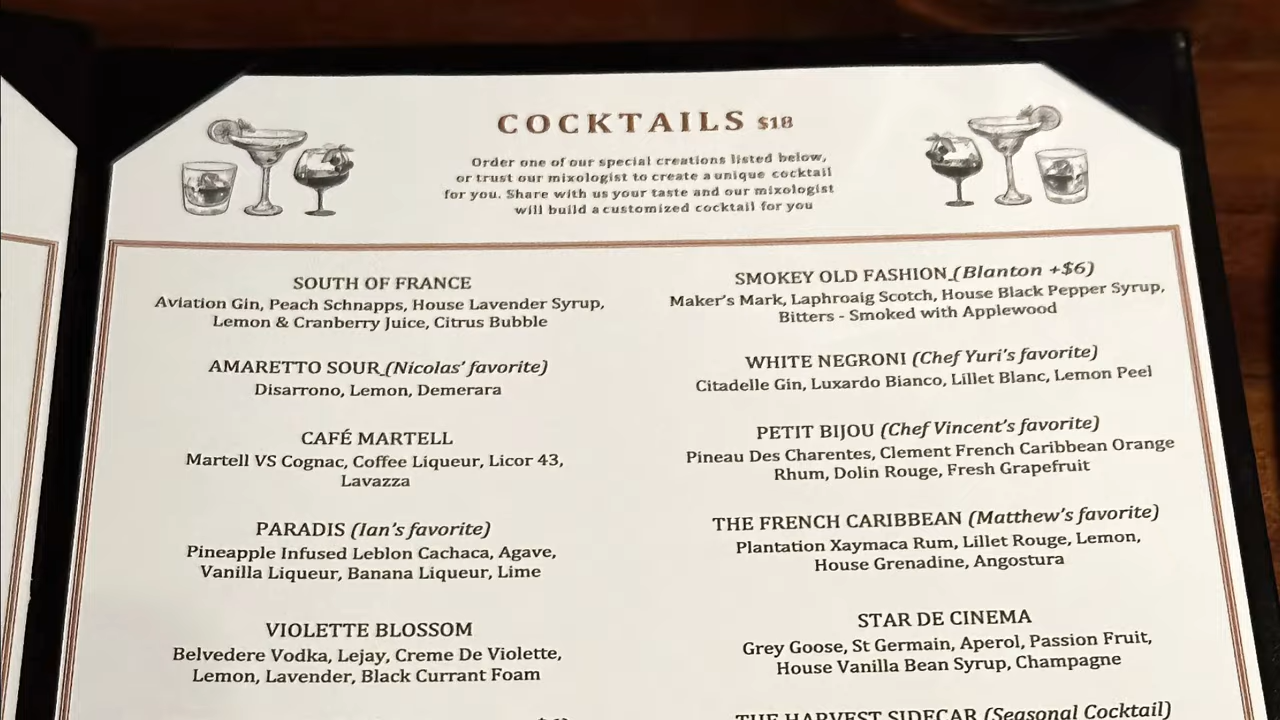 COCKTAILS $18
Order one of our special creations listed below,
or trust our mixologist to create a unique cocktail
for you. Share with us your taste and our mixologist
will build a customized cocktail for you
SOUTH OF FRANCE
Aviation Gin, Peach Schnapps, House Lavender Syrup,
Lemon & Cranberry Juice, Citrus Bubble
AMARETTO SOUR (Nicolas' favorite)
Disarrono, Lemon, Demerara
CAFÉ MARTELL
Martell VS Cognac, Coffee Liqueur, Licor 43,
Lavazza
PARADIS (Ian's favorite)
Pineapple Infused Leblon Cachaca, Agave,
Vanilla Liqueur, Banana Liqueur, Lime
VIOLETTE BLOSSOM
Belvedere Vodka, Lejay, Creme De Violette,
Lemon, Lavender, Black Currant Foam
SMOKEY OLD FASHION (Blanton +$6)
Maker's Mark, Laphroaig Scotch, House Black Pepper Syrup,
Bitters - Smoked with Applewood
WHITE NEGRONI (Chef Yuri's favorite)
Citadelle Gin, Luxardo Bianco, Lillet Blanc, Lemon Peel
PETIT BIJOU (Chef Vincent's favorite)
Pineau Des Charentes, Clement French Caribbean Orange
Rhum, Dolin Rouge, Fresh Grapefruit
THE FRENCH CARIBBEAN (Matthew's favorite)
Plantation Xaymaca Rum, Lillet Rouge, Lemon,
House Grenadine, Angostura
STAR DE CINEMA
Grey Goose, St Germain, Aperol, Passion Fruit,
House Vanilla Bean Syrup, Champagne
THE HARVEST SIDECAR (Seasonal Cocktail)